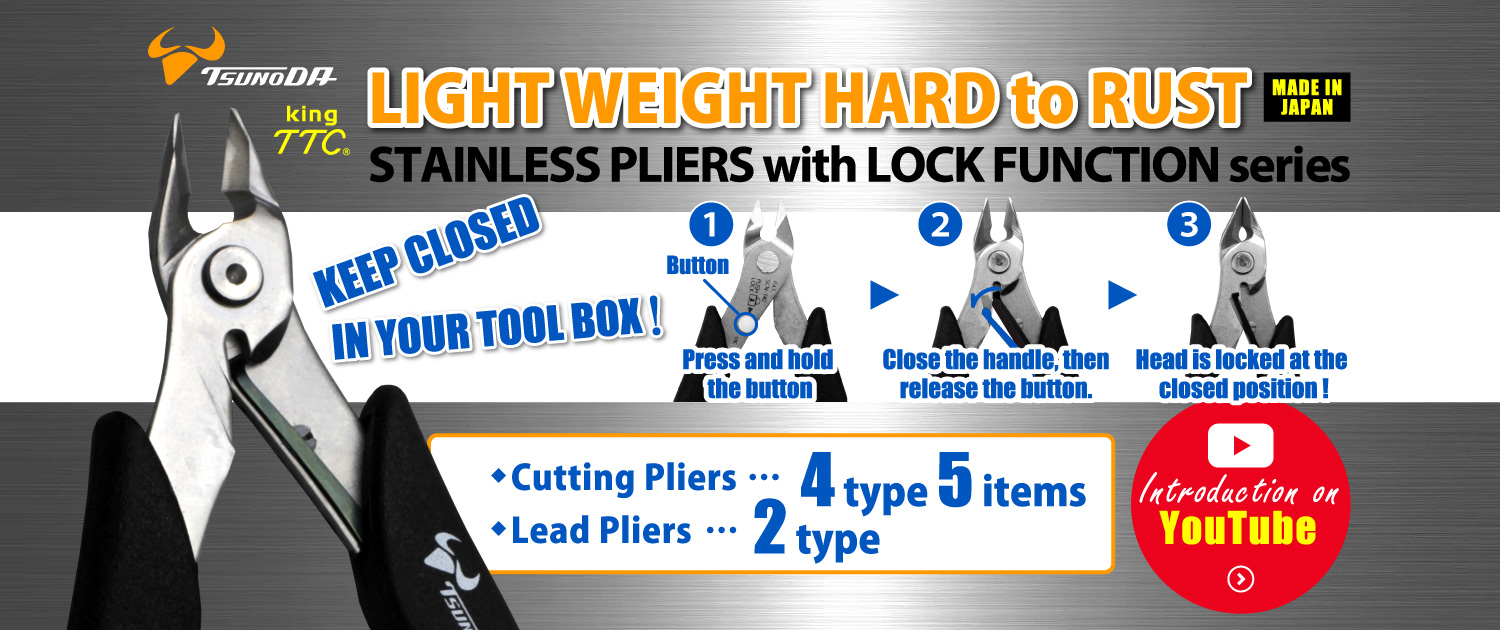 TSUNODA
king
TTC®
LIGHT WEIGHT HARD to RUST
MADE IN
JAPAN
STAINLESS PLIERS with LOCK FUNCTION series
KEEP CLOSED
IN YOUR TOOL BOX!
1
Button
Press and hold
the button
2
Close the handle, then
release the button.
3
Head is locked at the
closed position!
◆Cutting Pliers … 4 type 5 items
◆Lead Pliers … 2 type
Introduction on
YouTube
TSUN